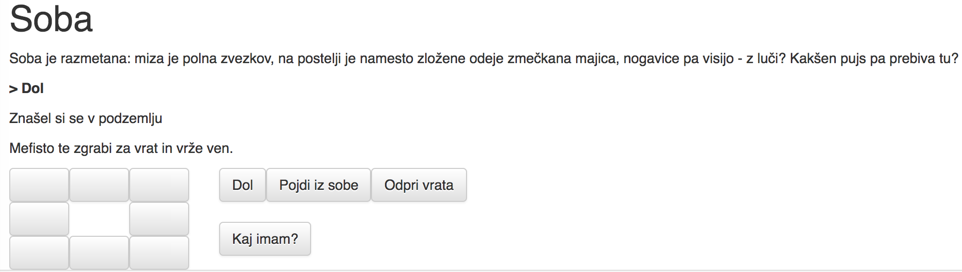 Soba
Soba je razmetana: miza je polna zvezkov, na postelji je namesto zložene odeje zmečkana majica, nogavice pa visijo - z luči? Kakšen pujs pa prebiva tu?
> Dol
Znašel si se v podzemlju
Mefisto te zgrabi za vrat in vrže ven.
Dol Pojdi iz sobe Odpri vrata
Kaj imam?